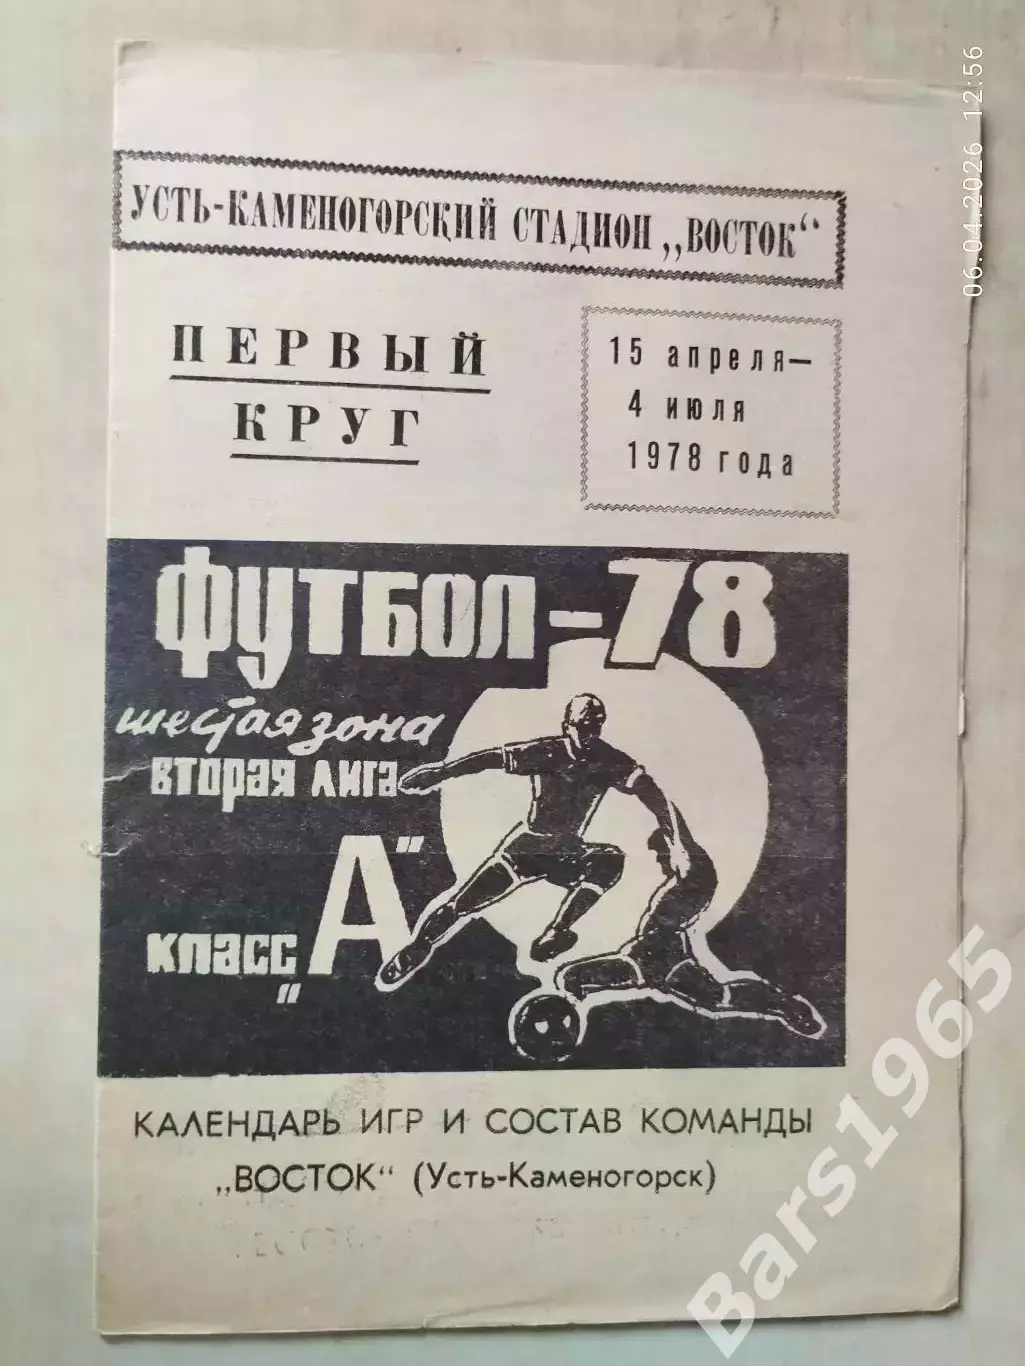 УСТЬ-КАМЕНОГОРСКИЙ СТАДИОН „ВОСТОК“
ПЕРВЫЙ
КРУГ
15 апреля—
4 июля
1978 года
ФУТБОЛ-78
шестая зона
вторая лига
класс „А“
КАЛЕНДАРЬ ИГР И СОСТАВ КОМАНДЫ
„ВОСТОК“ (Усть-Каменогорск)
06.04.2026 12:56
Bars1965